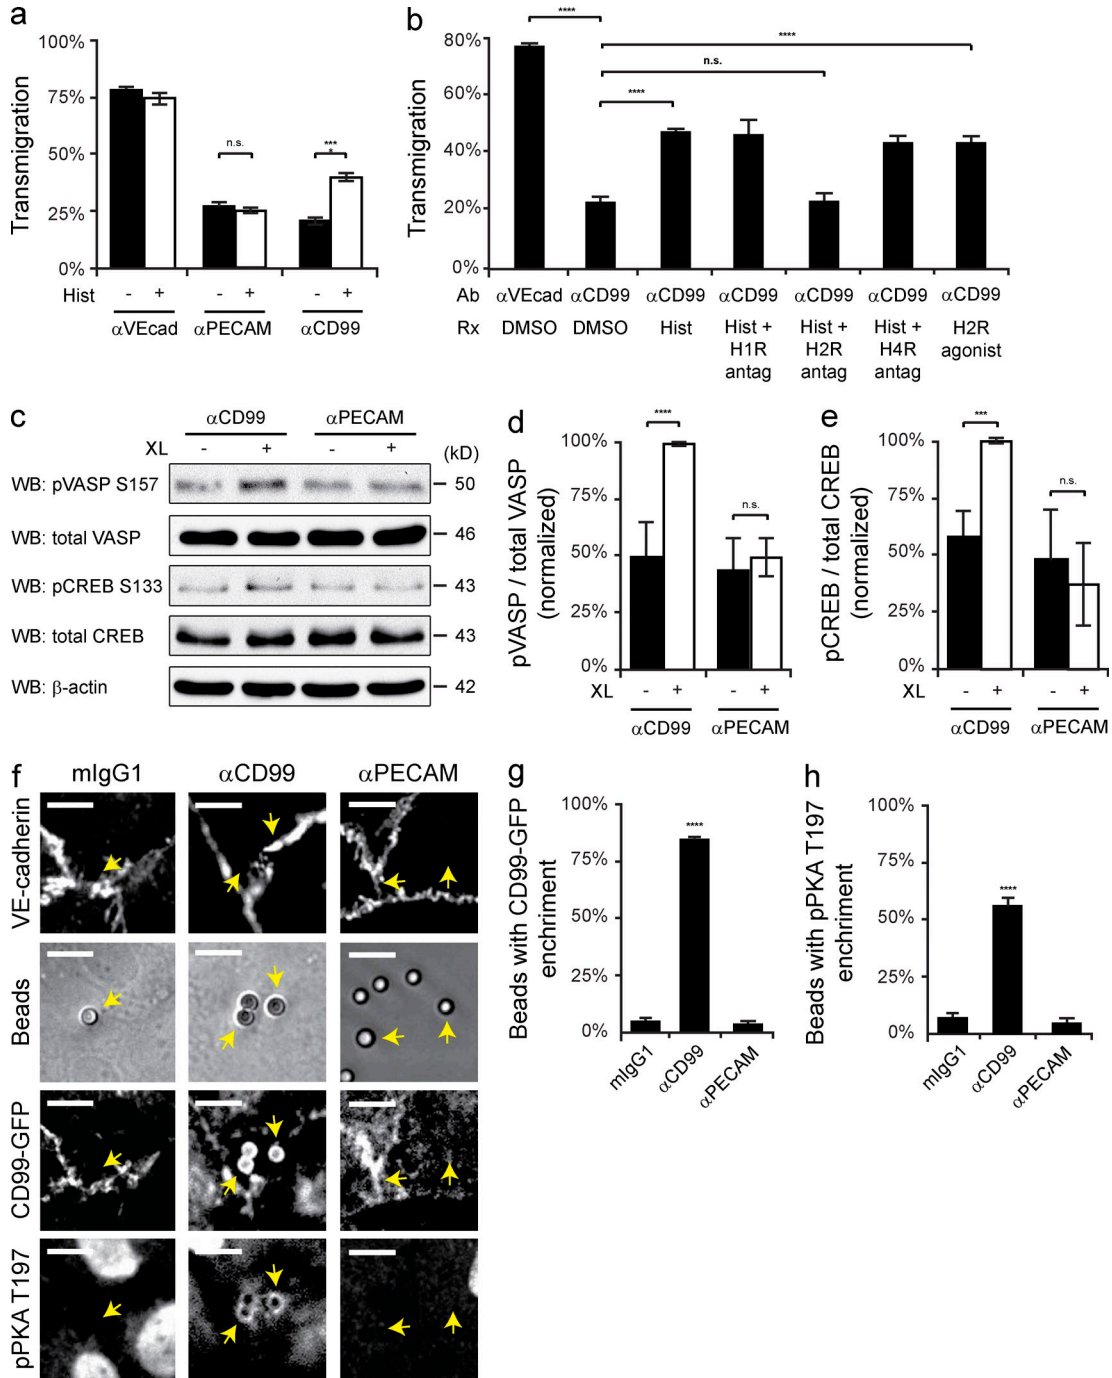 a
100%
75%
50%
25%
0%
Transmigration
n.s.
***
*
Hist - + - + - +
αVEcad αPECAM αCD99
b
80%
60%
40%
20%
0%
Transmigration
****
****
n.s.
****
Ab αVEcad αCD99 αCD99 αCD99 αCD99 αCD99 αCD99
Rx DMSO DMSO Hist Hist + Hist + Hist + H2R
H1R H2R H4R agonist
antag antag antag
c
αCD99 αPECAM
XL - + - + (kD)
WB: pVASP S157 50
WB: total VASP 46
WB: pCREB S133 43
WB: total CREB 43
WB: β-actin 42
d
100%
75%
50%
25%
0%
pVASP / total VASP
(normalized)
****
n.s.
XL - + - +
αCD99 αPECAM
e
100%
75%
50%
25%
0%
pCREB / total CREB
(normalized)
***
n.s.
XL - + - +
αCD99 αPECAM
f
mIgG1 αCD99 αPECAM
VE-cadherin
Beads
CD99-GFP
pPKA T197
g
100%
75%
50%
25%
0%
Beads with CD99-GFP
enchriment
****
mIgG1
αCD99
αPECAM
h
100%
75%
50%
25%
0%
Beads with pPKA T197
enchriment
****
mIgG1
αCD99
αPECAM